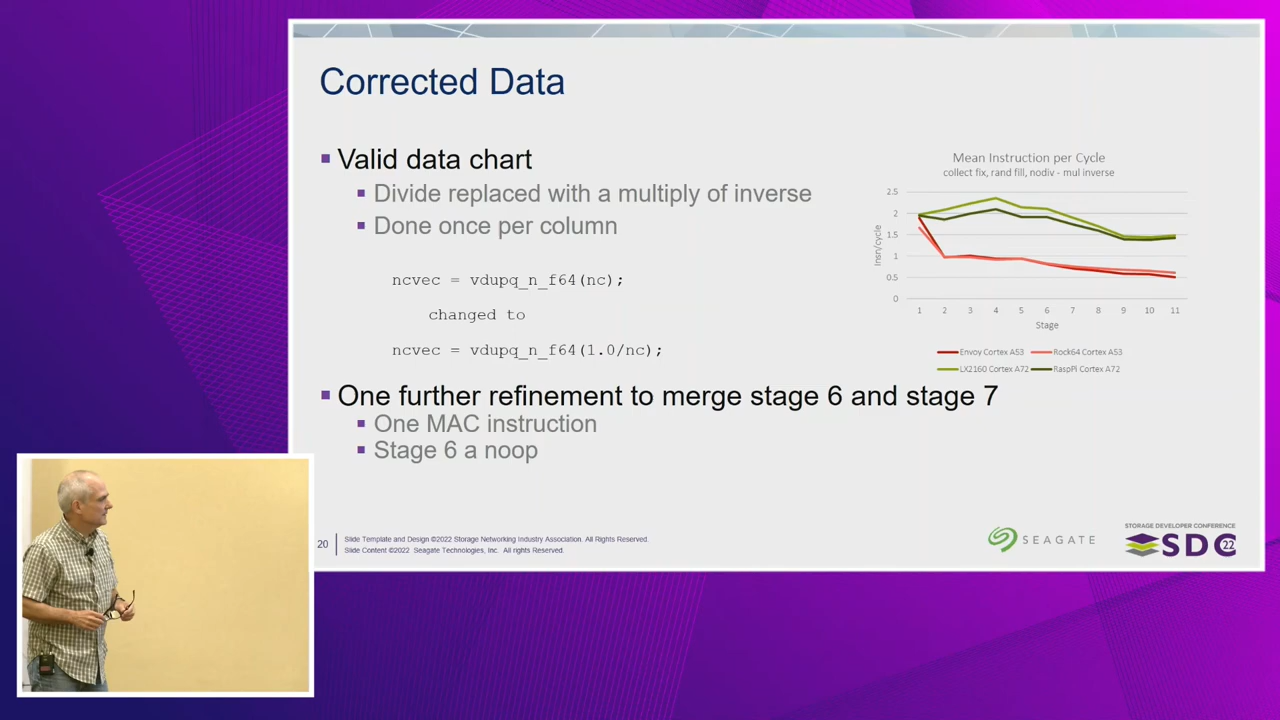 Corrected Data
Valid data chart
Divide replaced with a multiply of inverse
Done once per column
ncvec = vdupq_n_f64(nc);
changed to
ncvec = vdupq_n_f64(1.0/nc);
One further refinement to merge stage 6 and stage 7
One MAC instruction
Stage 6 a noop
Mean Instruction per Cycle
collect fix, rand fill, nodiv - mul inverse
2.5
2
1.5
1
0.5
0
Insn/cycle
1 2 3 4 5 6 7 8 9 10 11
Stage
Envoy Cortex A53 Rock64 Cortex A53
LX2160 Cortex A72 RaspPi Cortex A72
20
Slide Template and Design ©2022 Storage Networking Industry Association. All Rights Reserved.
Slide Content ©2022 Seagate Technologies, Inc. All rights Reserved.
SEAGATE
STORAGE DEVELOPER CONFERENCE
SDC 22